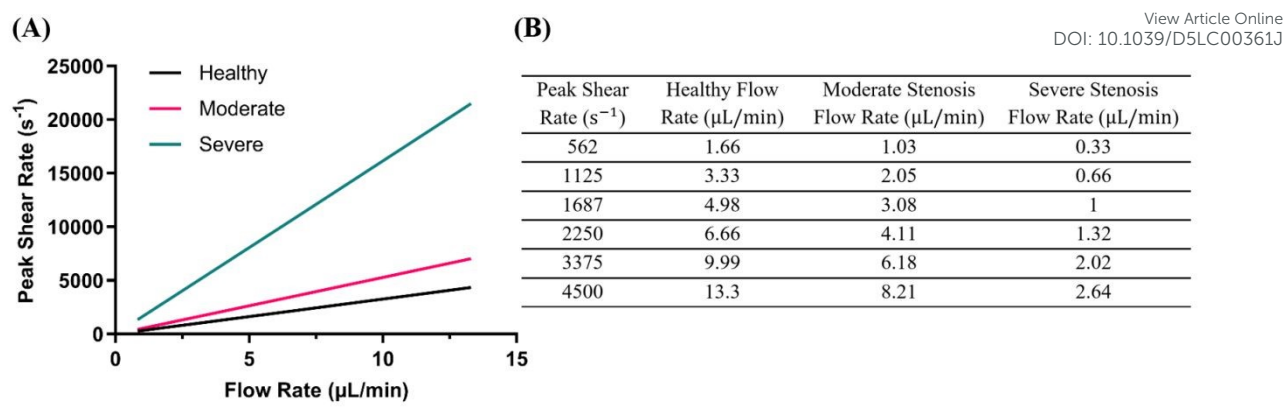 (A)
(B)
View Article Online
DOI: 10.1039/D5LC00361J
Healthy
Moderate
Severe
Peak Shear Rate (s⁻¹)
25000
20000
15000
10000
5000
0
0 5 10 15
Flow Rate (µL/min)
Peak Shear Healthy Flow Moderate Stenosis Severe Stenosis
Rate (s⁻¹) Rate (μL/min) Flow Rate (μL/min) Flow Rate (μL/min)
562 1.66 1.03 0.33
1125 3.33 2.05 0.66
1687 4.98 3.08 1
2250 6.66 4.11 1.32
3375 9.99 6.18 2.02
4500 13.3 8.21 2.64